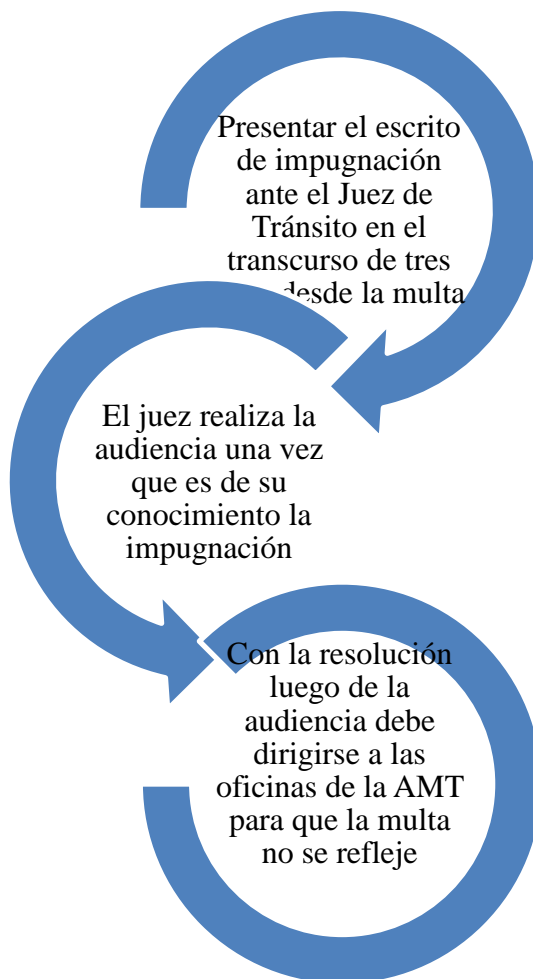 Presentar el escrito
de impugnación
ante el Juez de
Tránsito en el
transcurso de tres
desde la multa
El juez realiza la
audiencia una vez
que es de su
conocimiento la
impugnación
Con la resolución
luego de la
audiencia debe
dirigirse a las
oficinas de la AMT
para que la multa
no se refleje